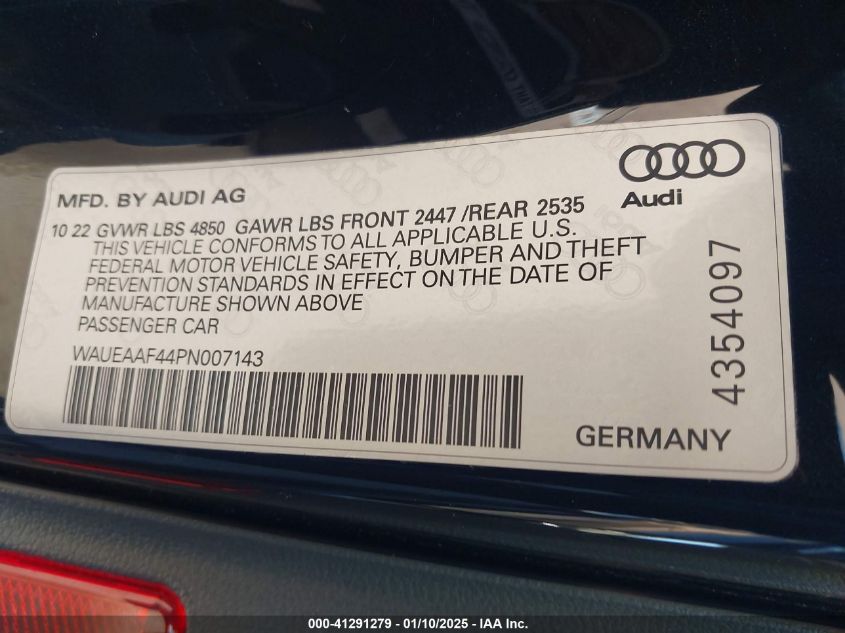 MFD. BY AUDI AG
Audi
10 22 GVWR LBS 4850 GAWR LBS FRONT 2447 /REAR 2535
THIS VEHICLE CONFORMS TO ALL APPLICABLE U.S.
FEDERAL MOTOR VEHICLE SAFETY, BUMPER AND THEFT
PREVENTION STANDARDS IN EFFECT ON THE DATE OF
MANUFACTURE SHOWN ABOVE
PASSENGER CAR
WAUEAAF44PN007143
4354097
GERMANY
000-41291279 - 01/10/2025 - IAA Inc.